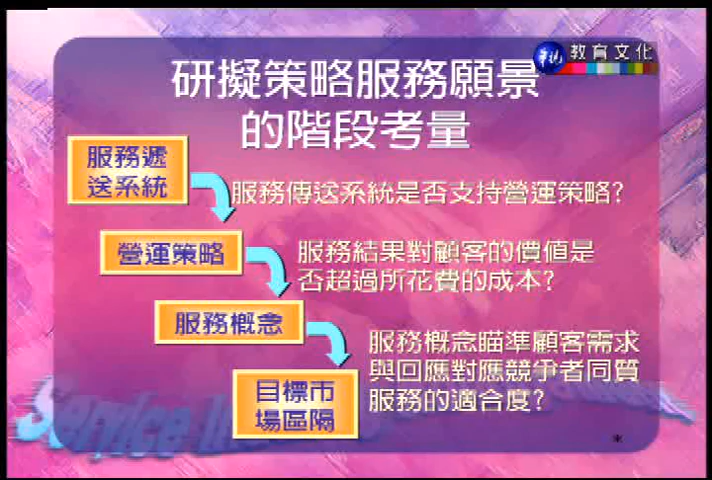 華視 教育文化
研擬策略服務願景
的階段考量
服務遞
送系統
服務傳送系統是否支持營運策略?
營運策略
服務結果對顧客的價值是
否超過所花費的成本?
服務概念
服務概念瞄準顧客需求
與回應對應競爭者同質
服務的適合度?
目標市
場區隔
Service
*